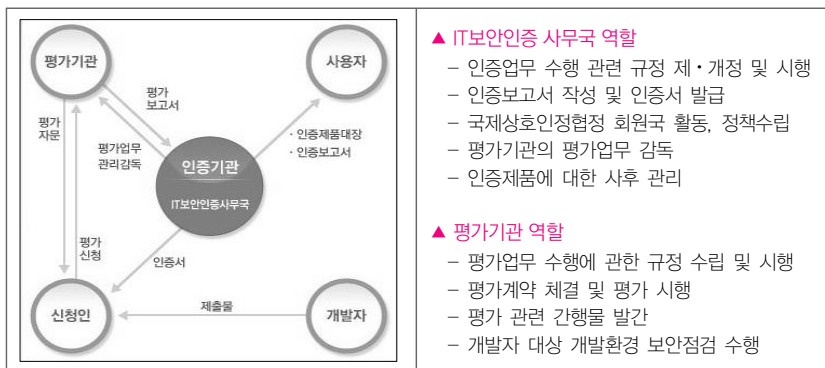 평가기관
사용자
평가
보고서
평가
자문
평가업무
관리감독
· 인증제품대장
· 인증보고서
인증기관
IT보안인증사무국
평가
신청
인증서
신청인
제출물
개발자
▲ IT보안인증 사무국 역할
– 인증업무 수행 관련 규정 제·개정 및 시행
– 인증보고서 작성 및 인증서 발급
– 국제상호인정협정 회원국 활동, 정책수립
– 평가기관의 평가업무 감독
– 인증제품에 대한 사후 관리
▲ 평가기관 역할
– 평가업무 수행에 관한 규정 수립 및 시행
– 평가계약 체결 및 평가 시행
– 평가 관련 간행물 발간
– 개발자 대상 개발환경 보안점검 수행